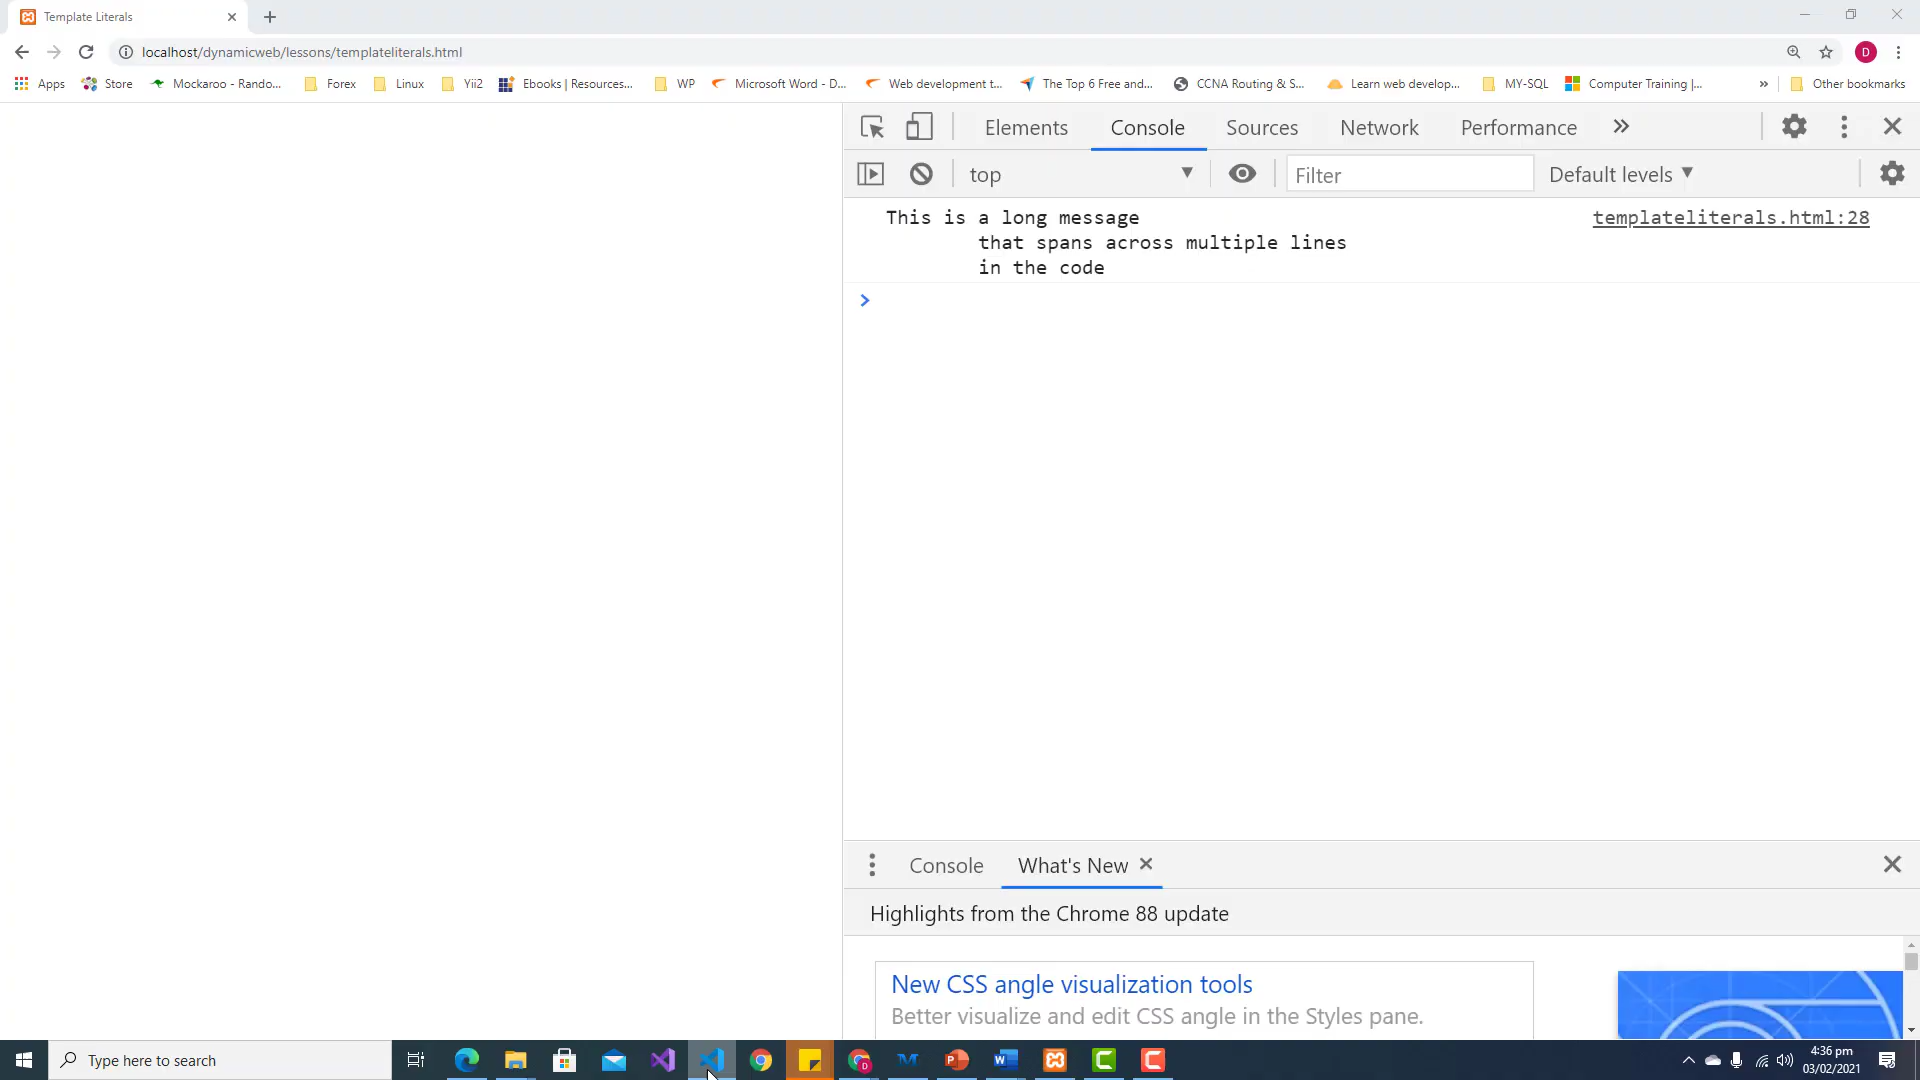 Template Literals
localhost/dynamicweb/lessons/templateliterals.html
D
Apps Store Mockaroo - Rando... Forex Linux Yii2 Ebooks | Resources... WP Microsoft Word - D... Web development t... The Top 6 Free and... CCNA Routing & S... Learn web develop... MY-SQL Computer Training |... » Other bookmarks
Elements Console Sources Network Performance »
top Filter Default levels
This is a long message templateliterals.html:28
that spans across multiple lines
in the code
>
Console What's New
Highlights from the Chrome 88 update
New CSS angle visualization tools
Better visualize and edit CSS angle in the Styles pane.
Type here to search
4:36 pm
03/02/2021